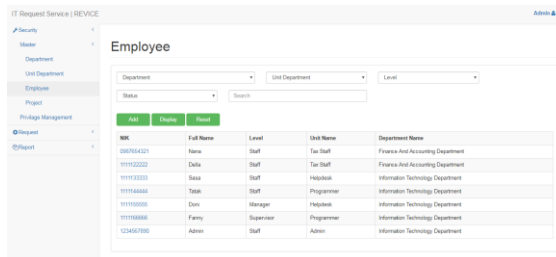 IT Request Service | REVICE
Admin
Security
Master
Department
Unit Department
Employee
Project
Privilage Management
Request
Report
Employee
Department Unit Department Level
Status Search
Add Display Reset
NIK Full Name Level Unit Name Department Name
0987654321 Nana Staff Tax Staff Finance And Accounting Department
1111122222 Della Staff Tax Staff Finance And Accounting Department
1111133333 Sasa Staff Helpdesk Information Technology Department
1111144444 Tatak Staff Programmer Information Technology Department
1111155555 Doni Manager Helpdesk Information Technology Department
1111166666 Fanny Supervisor Programmer Information Technology Department
1234567890 Admin Staff Admin Information Technology Department